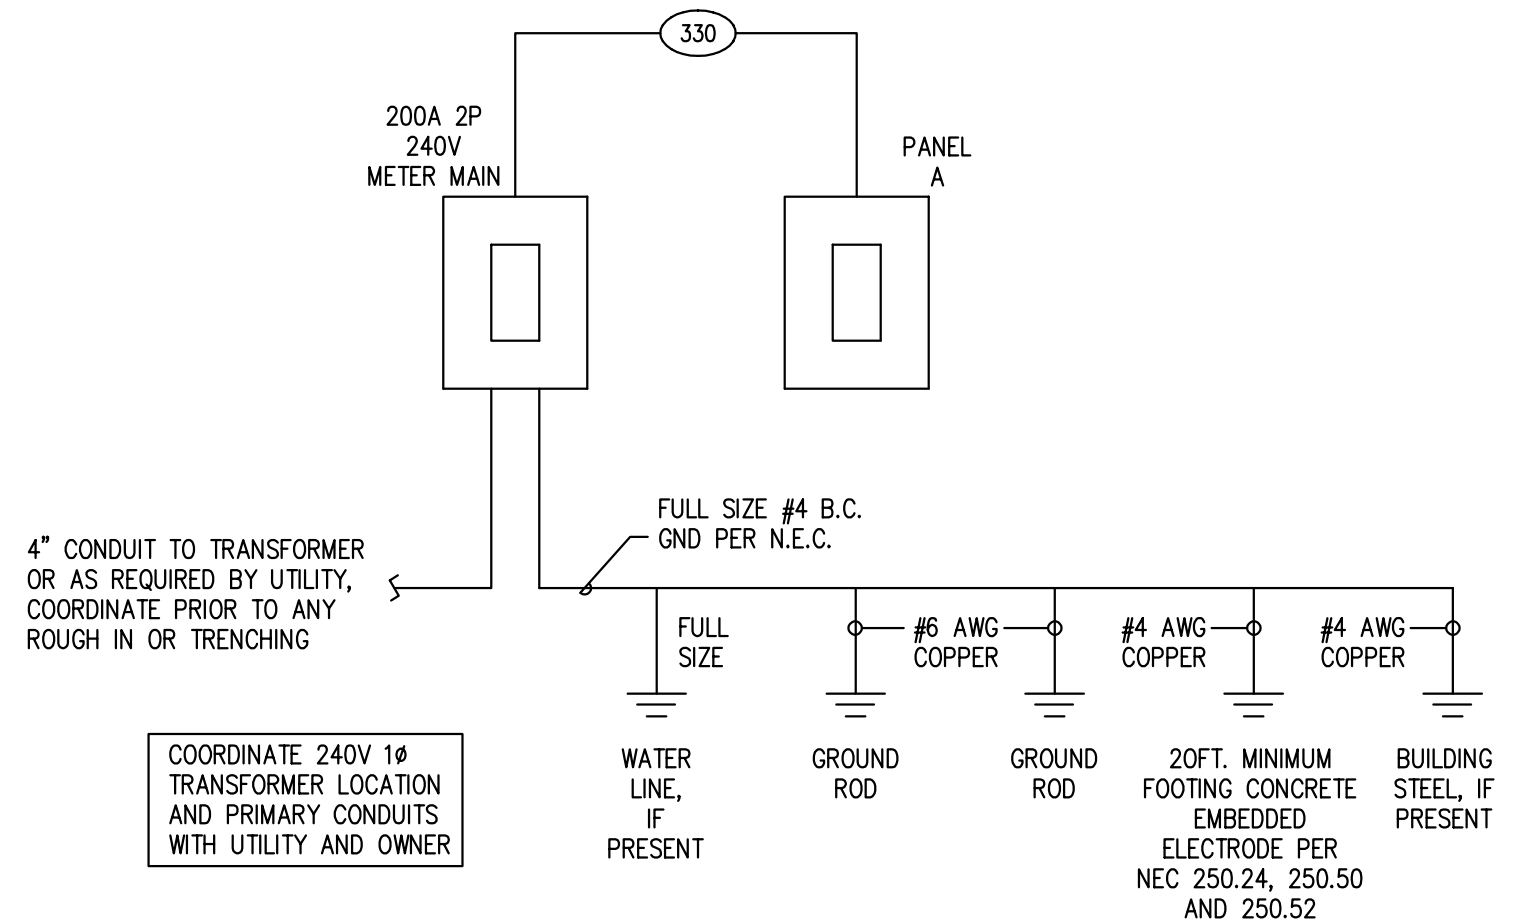 330
200A 2P
240V
METER MAIN
PANEL
A
FULL SIZE #4 B.C.
GND PER N.E.C.
4" CONDUIT TO TRANSFORMER
OR AS REQUIRED BY UTILITY,
COORDINATE PRIOR TO ANY
ROUGH IN OR TRENCHING
FULL
SIZE
#6 AWG
COPPER
#4 AWG
COPPER
#4 AWG
COPPER
COORDINATE 240V 1ø
TRANSFORMER LOCATION
AND PRIMARY CONDUITS
WITH UTILITY AND OWNER
WATER
LINE,
IF
PRESENT
GROUND
ROD
GROUND
ROD
20FT. MINIMUM
FOOTING CONCRETE
EMBEDDED
ELECTRODE PER
NEC 250.24, 250.50
AND 250.52
BUILDING
STEEL, IF
PRESENT